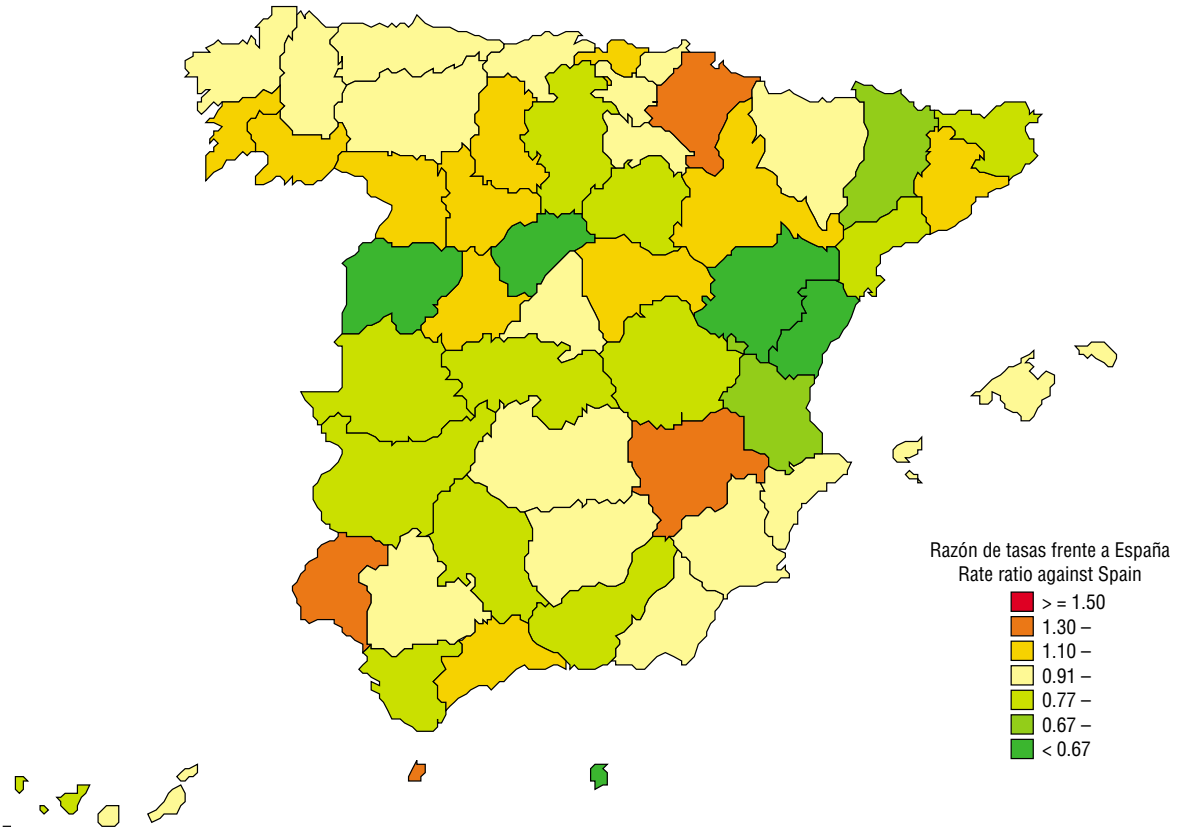 Razón de tasas frente a España
Rate ratio against Spain
> = 1.50
1.30 –
1.10 –
0.91 –
0.77 –
0.67 –
< 0.67